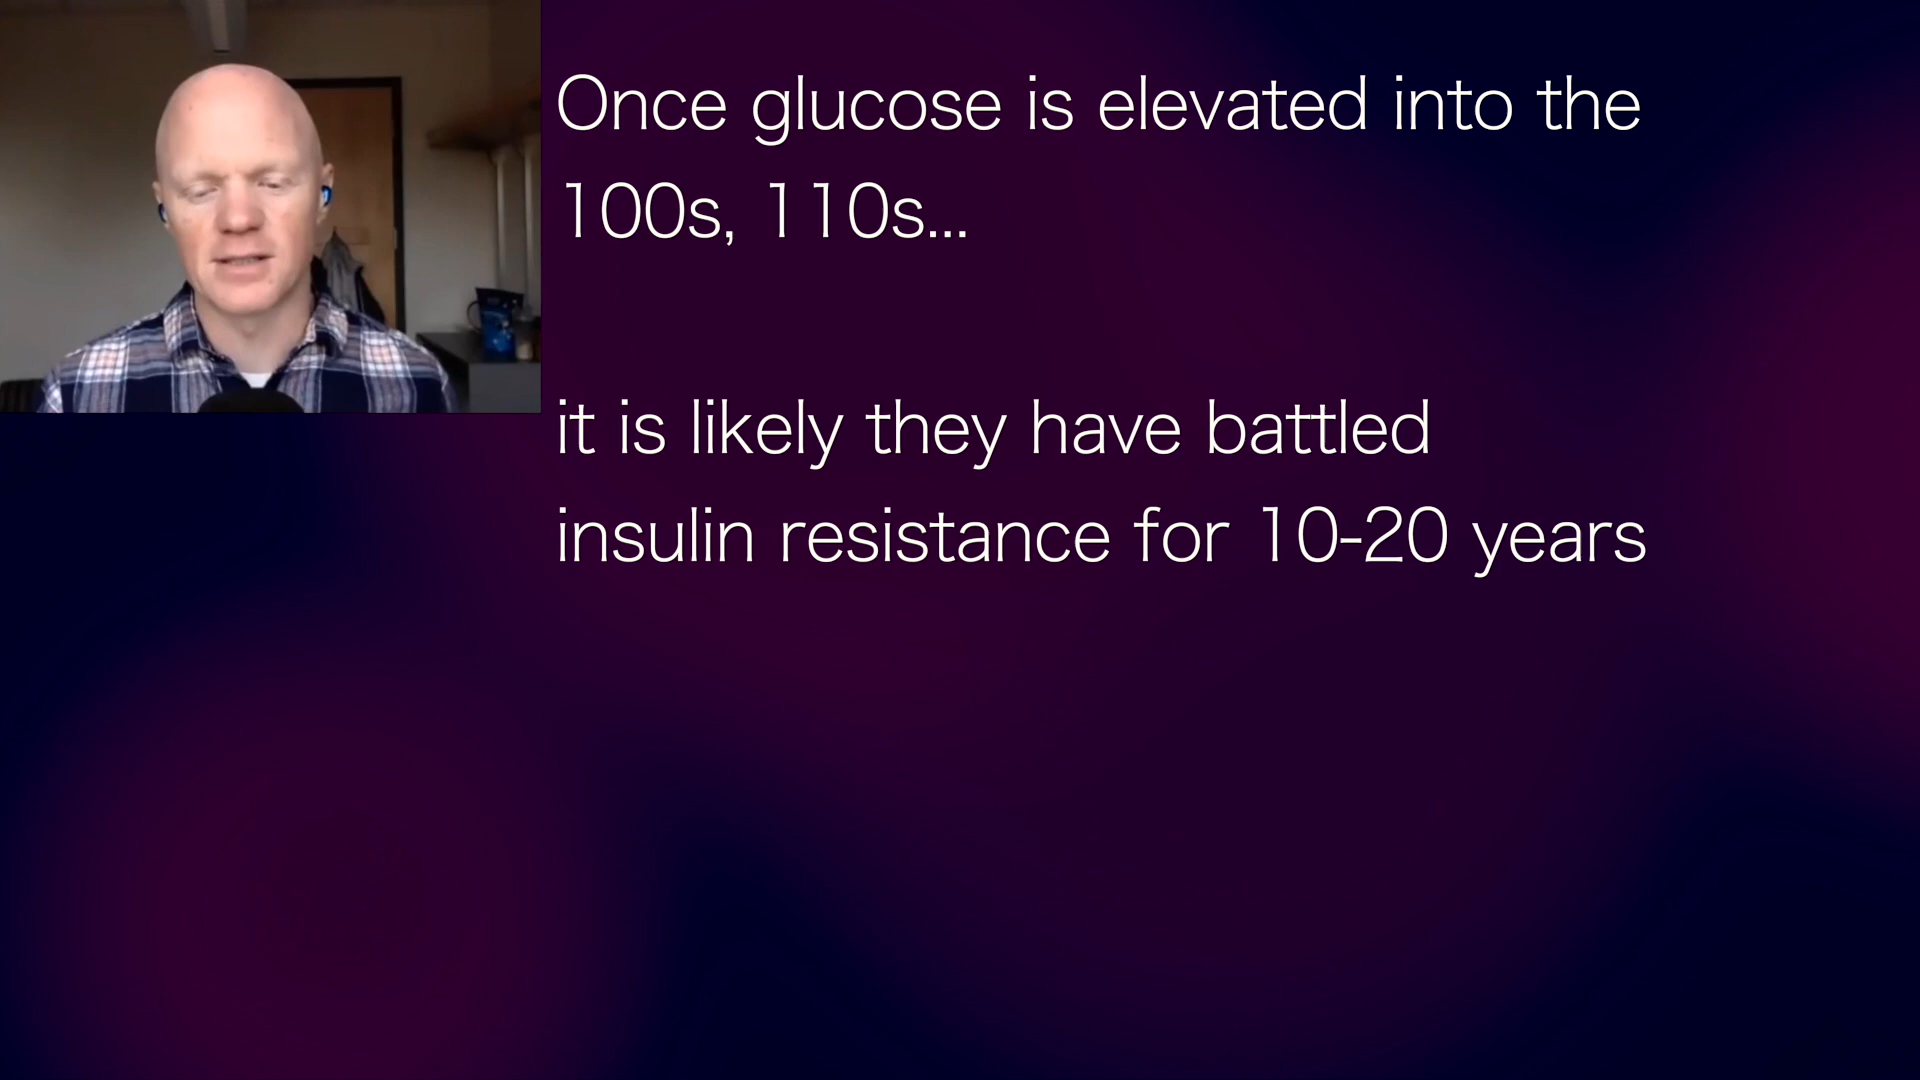 Once glucose is elevated into the
100s, 110s...
it is likely they have battled
insulin resistance for 10-20 years